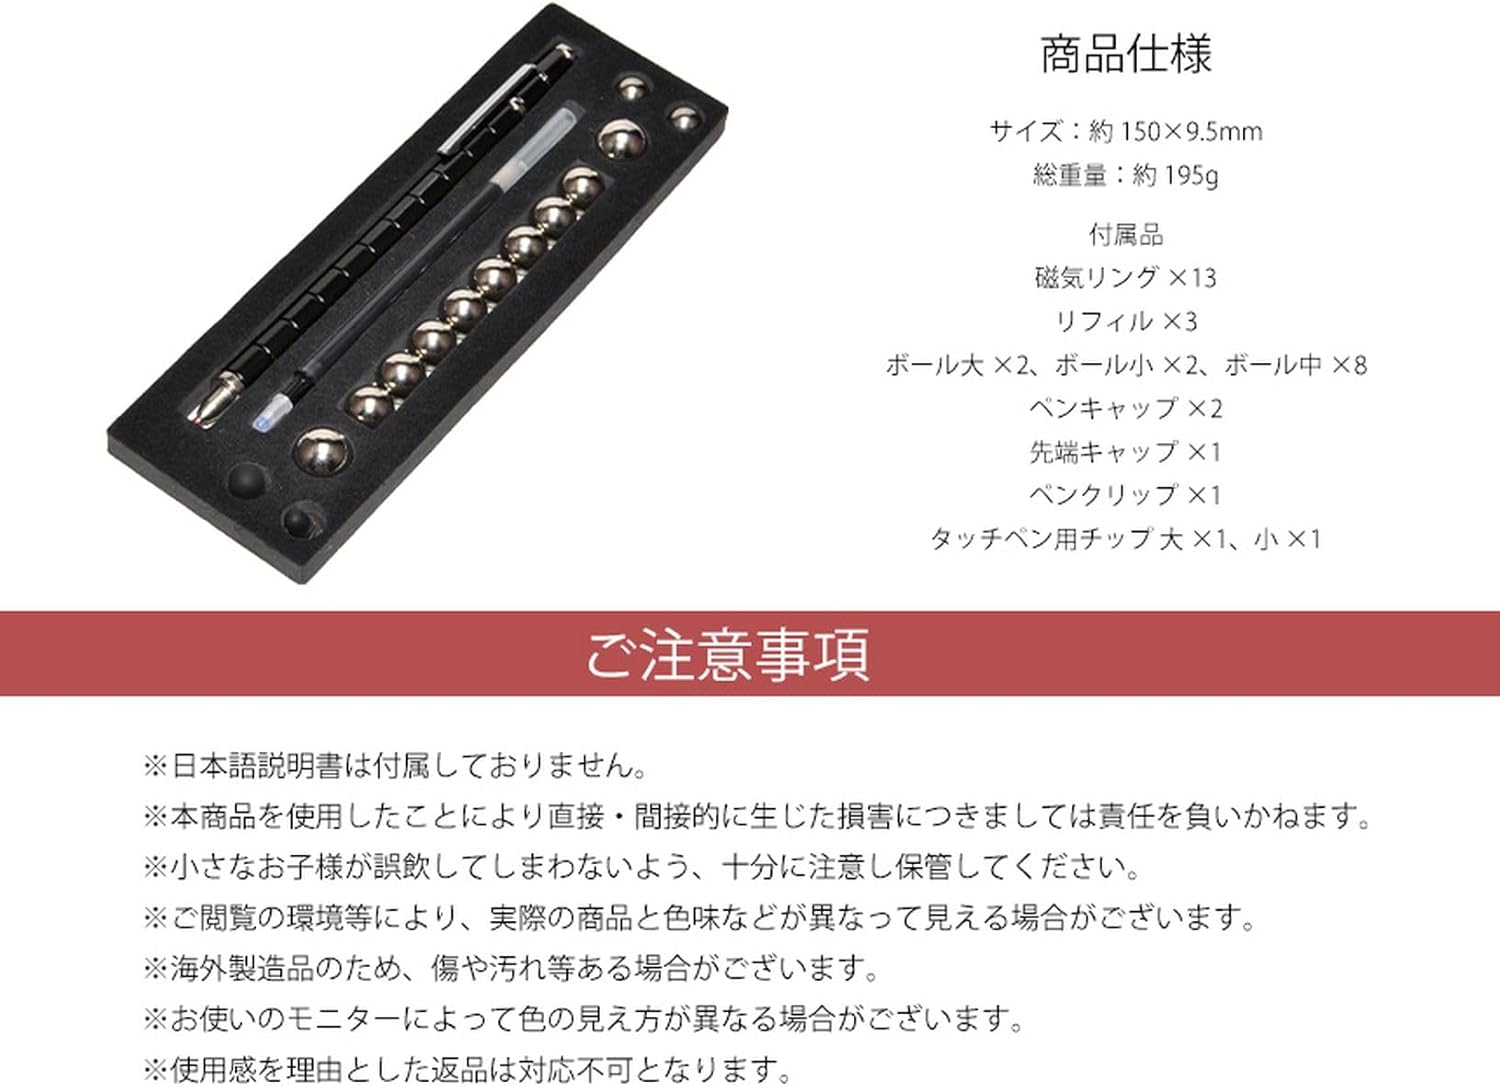 商品仕様
サイズ：約 150×9.5mm
総重量：約 195g
付属品
磁気リング ×13
リフィル ×3
ボール大 ×2、ボール小 ×2、ボール中 ×8
ペンキャップ ×2
先端キャップ ×1
ペンクリップ ×1
タッチペン用チップ 大 ×1、小 ×1
ご注意事項
※日本語説明書は付属しておりません。
※本商品を使用したことにより直接・間接的に生じた損害につきましては責任を負いかねます。
※小さなお子様が誤飲してしまわないよう、十分に注意し保管してください。
※ご閲覧の環境等により、実際の商品と色味などが異なって見える場合がございます。
※海外製造品のため、傷や汚れ等ある場合がございます。
※お使いのモニターによって色の見え方が異なる場合がございます。
※使用感を理由とした返品は対応不可となります。